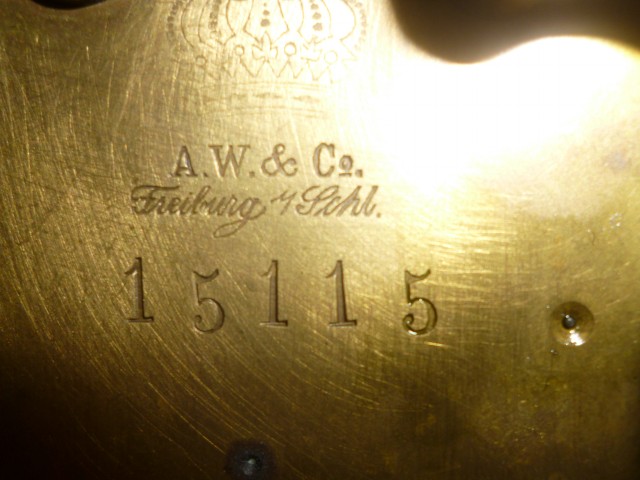 A.W. & Co.
Freiburg i/ Schl.
15115